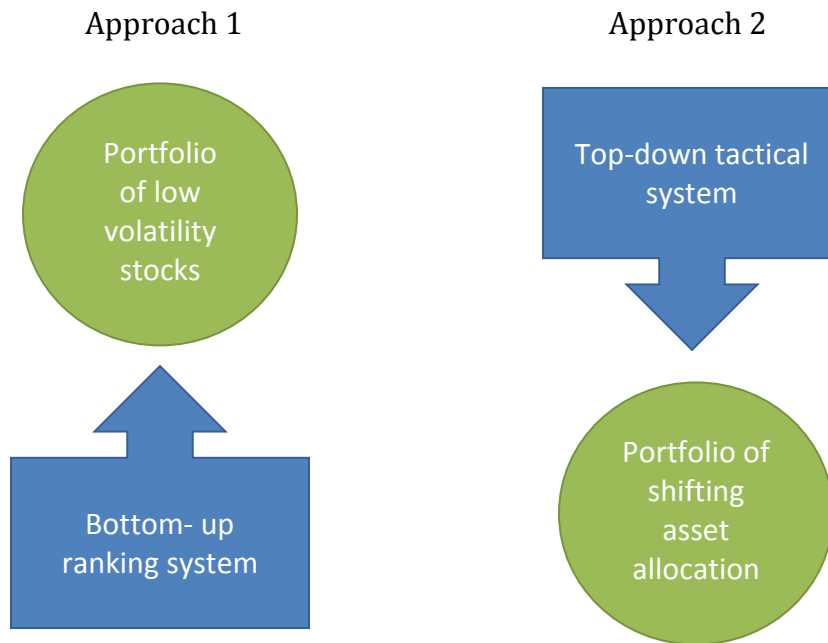 Approach 1
Portfolio
of low
volatility
stocks
Bottom- up
ranking system
Approach 2
Top-down tactical
system
Portfolio of
shifting
asset
allocation